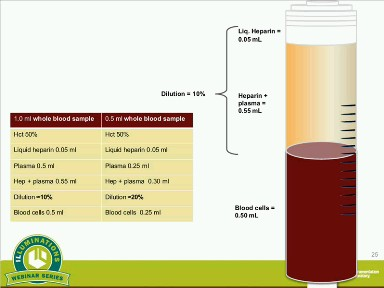 Liq. Heparin =
0.05 mL
Dilution = 10%
Heparin +
plasma =
0.55 mL
1.0 ml whole blood sample 0.5 ml whole blood sample
Hct 50% Hct 50%
Liquid heparin 0.05 ml Liquid heparin 0.05 ml
Plasma 0.5 ml Plasma 0.25 ml
Hep + plasma 0.55 ml Hep + plasma 0.30 ml
Dilution =10% Dilution =20%
Blood cells 0.5 ml Blood cells 0.25 ml
Blood cells =
0.50 mL
ILLUMINATIONS
WEBINAR SERIES
25